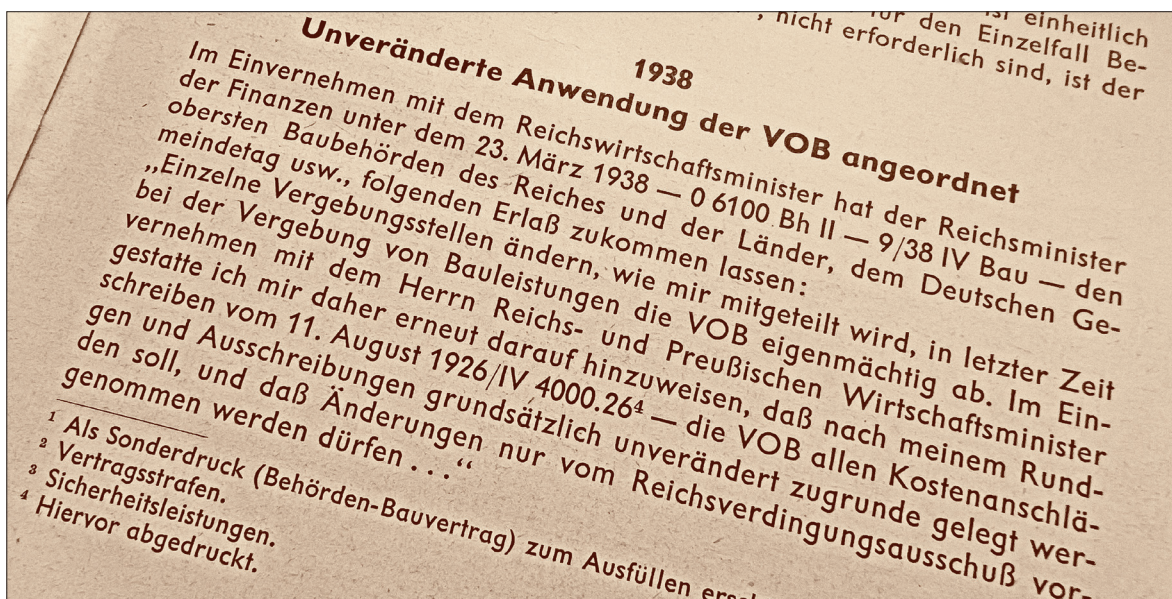 einheitlich
für den Einzelfall Be-
, nicht erforderlich sind, ist der
1938
Unveränderte Anwendung der VOB angeordnet
Im Einvernehmen mit dem Reichswirtschaftsminister hat der Reichsminister
der Finanzen unter dem 23. März 1938 — 0 6100 Bh II — 9/38 IV Bau — den
obersten Baubehörden des Reiches und der Länder, dem Deutschen Ge-
meindetag usw., folgenden Erlaß zukommen lassen:
„Einzelne Vergebungsstellen ändern, wie mir mitgeteilt wird, in letzter Zeit
bei der Vergebung von Bauleistungen die VOB eigenmächtig ab. Im Ein-
vernehmen mit dem Herrn Reichs- und Preußischen Wirtschaftsminister
gestatte ich mir daher erneut darauf hinzuweisen, daß nach meinem Rund-
schreiben vom 11. August 1926/IV 4000.26⁴ — die VOB allen Kostenanschlä-
gen und Ausschreibungen grundsätzlich unverändert zugrunde gelegt wer-
den soll, und daß Änderungen nur vom Reichsverdingungsausschuß vor-
genommen werden dürfen . . .“
¹ Als Sonderdruck (Behörden-Bauvertrag) zum Ausfüllen
² Vertragsstrafen.
³ Sicherheitsleistungen.
⁴ Hiervor abgedruckt.